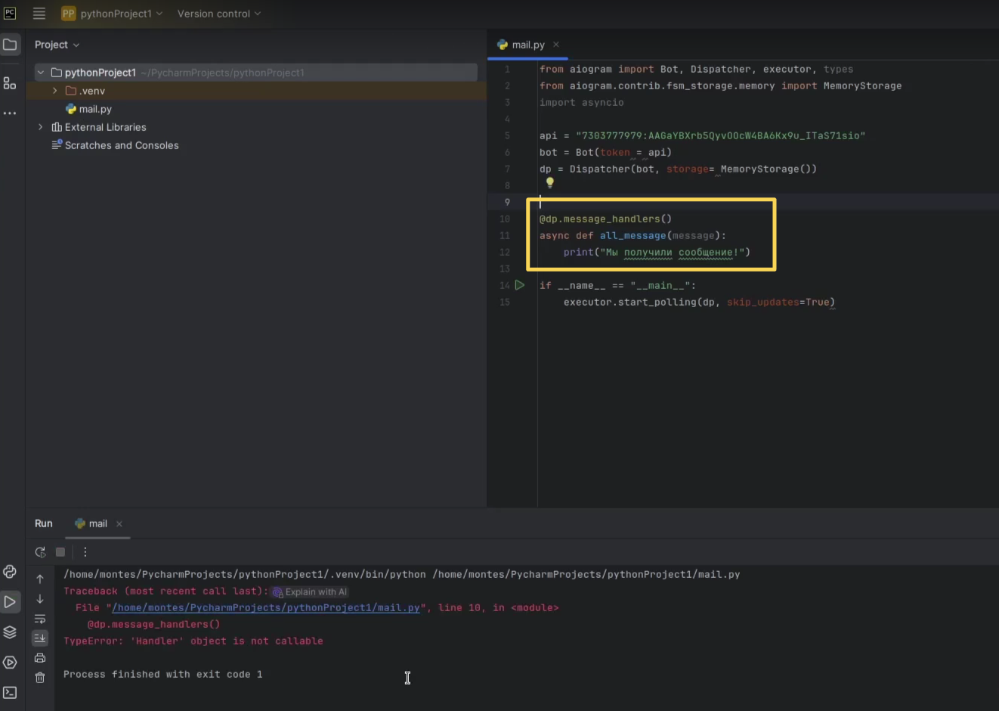 PC
PP pythonProject1 Version control
Project
pythonProject1 ~/PycharmProjects/pythonProject1
.venv
mail.py
External Libraries
Scratches and Consoles
mail.py
1 from aiogram import Bot, Dispatcher, executor, types
2 from aiogram.contrib.fsm_storage.memory import MemoryStorage
3 import asyncio
4
5 api = "7303777979:AAGaYBXrb5QyvOOcW4BA6Kx9u_ITaS71sio"
6 bot = Bot(token = api)
7 dp = Dispatcher(bot, storage= MemoryStorage())
8
9
10 @dp.message_handlers()
11 async def all_message(message):
12 print("Мы получили сообщение!")
13
14 if __name__ == "__main__":
15 executor.start_polling(dp, skip_updates=True)
Run mail
/home/montes/PycharmProjects/pythonProject1/.venv/bin/python /home/montes/PycharmProjects/pythonProject1/mail.py
Traceback (most recent call last): Explain with AI
File "/home/montes/PycharmProjects/pythonProject1/mail.py", line 10, in <module>
@dp.message_handlers()
TypeError: 'Handler' object is not callable
Process finished with exit code 1